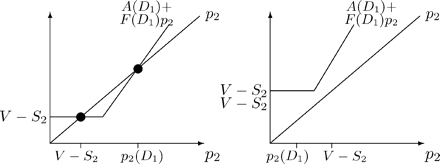 A(D₁)+
F(D₁)p₂
p₂
V − S₂
V − S₂
p₂(D₁)
p₂
A(D₁)+
F(D₁)p₂
p₂
V − S₂
V − S₂
p₂(D₁)
V − S₂
p₂